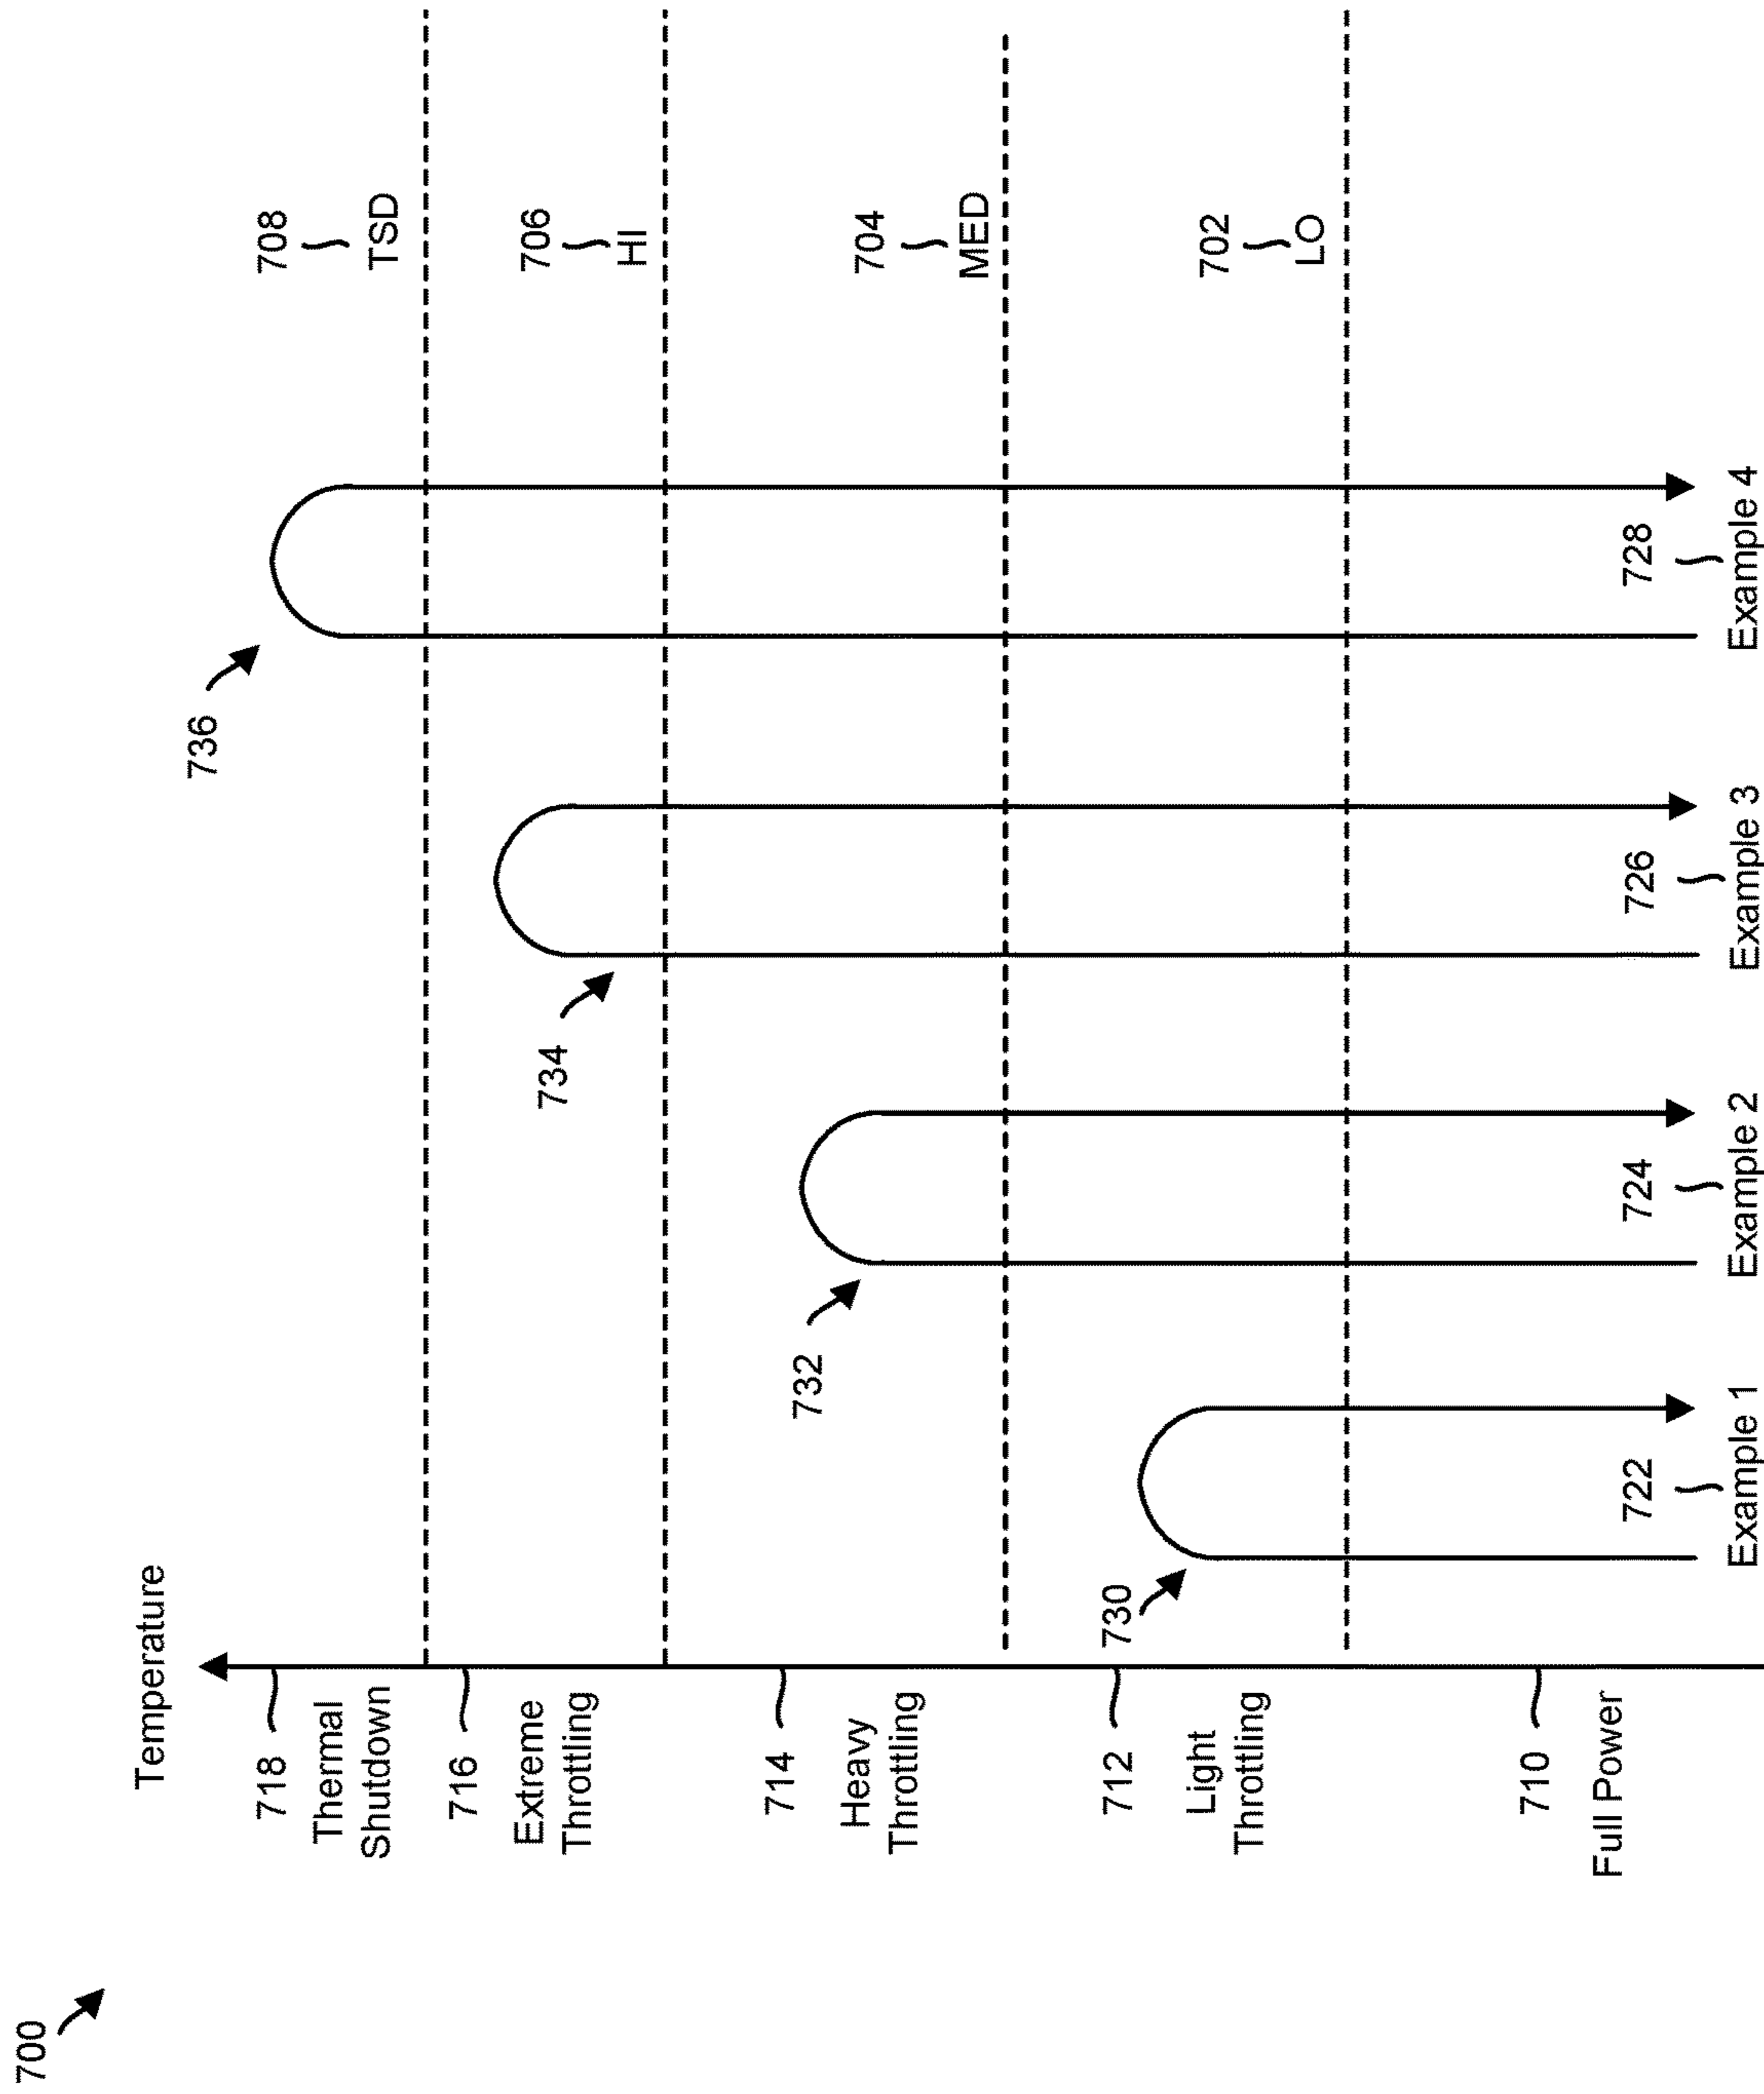 700
Temperature
718
Thermal
Shutdown
716
Extreme
Throttling
714
Heavy
Throttling
712
Light
Throttling
710
Full Power
736
734
732
730
708
TSD
706
HI
704
MED
702
LO
722
Example 1
724
Example 2
726
Example 3
728
Example 4